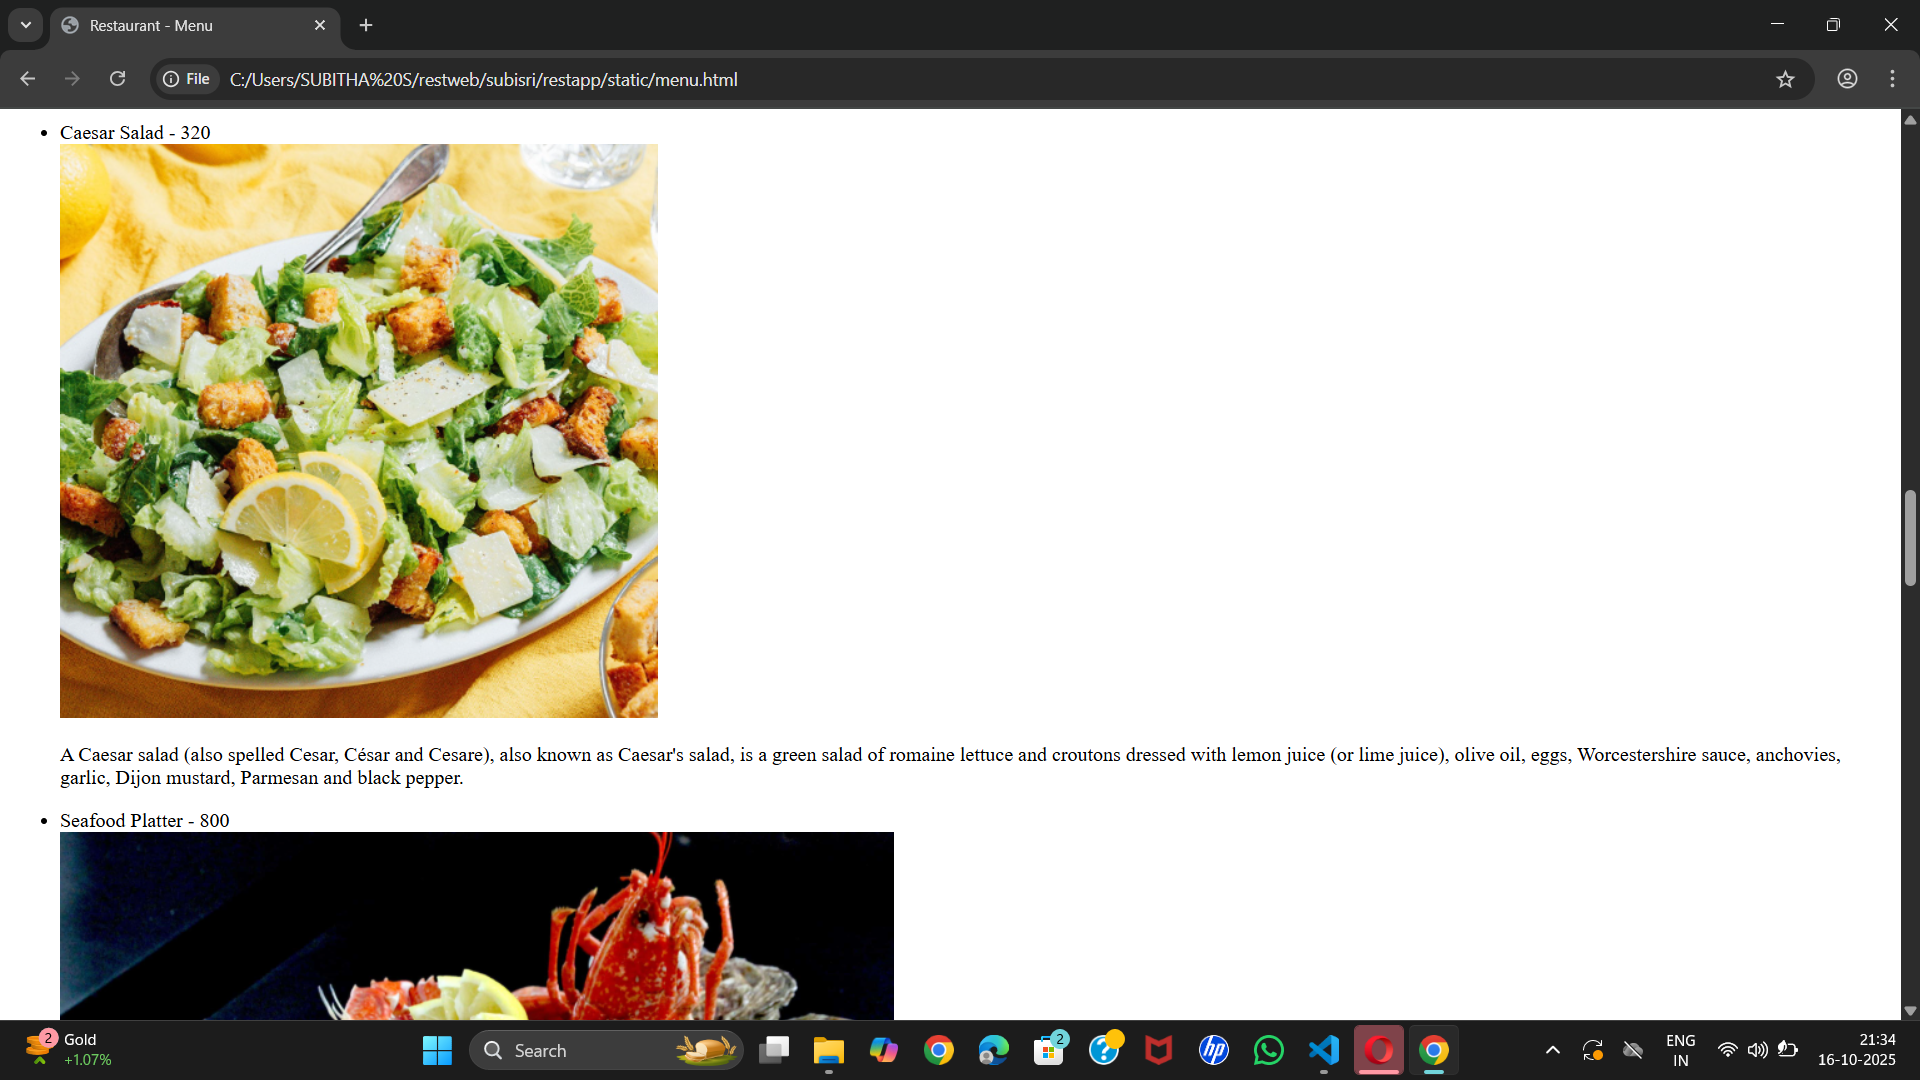 Restaurant - Menu
File
C:/Users/SUBITHA%20S/restweb/subisri/restapp/static/menu.html
Caesar Salad - 320
A Caesar salad (also spelled Cesar, César and Cesare), also known as Caesar's salad, is a green salad of romaine lettuce and croutons dressed with lemon juice (or lime juice), olive oil, eggs, Worcestershire sauce, anchovies,
garlic, Dijon mustard, Parmesan and black pepper.
Seafood Platter - 800
2
Gold
+1.07%
Search
2
?
hp
ENG
IN
21:34
16-10-2025